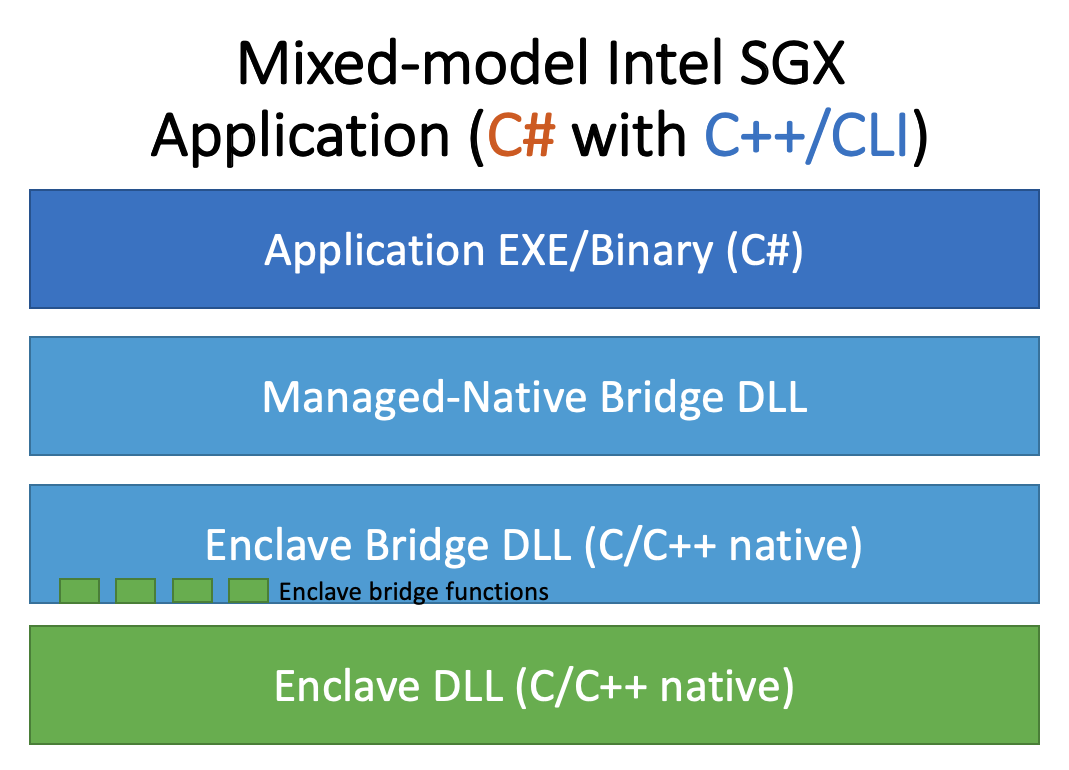 Mixed-model Intel SGX
Application (C# with C++/CLI)
Application EXE/Binary (C#)
Managed-Native Bridge DLL
Enclave Bridge DLL (C/C++ native)
Enclave bridge functions
Enclave DLL (C/C++ native)